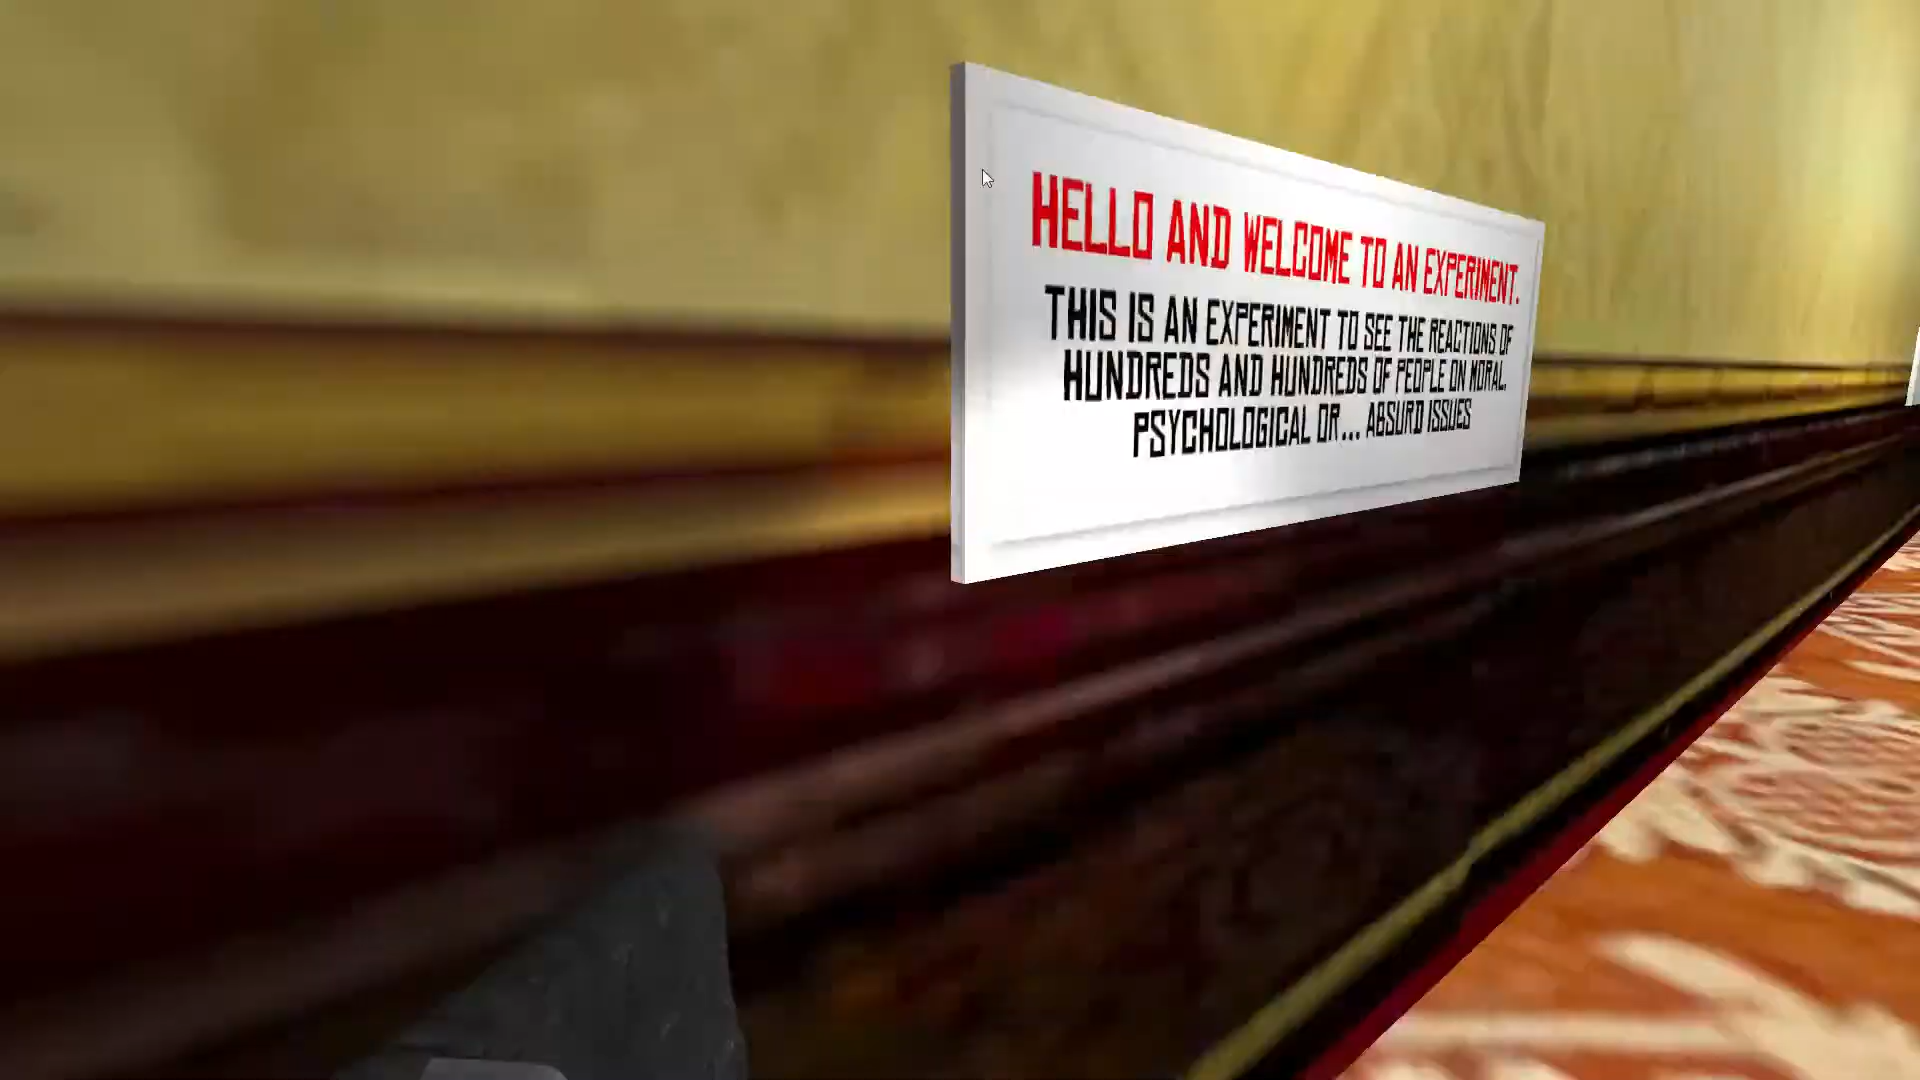 HELLO AND WELCOME TO AN EXPERIMENT.
THIS IS AN EXPERIMENT TO SEE THE REACTIONS OF
HUNDREDS AND HUNDREDS OF PEOPLE ON MORAL,
PSYCHOLOGICAL OR... ABSURD ISSUES